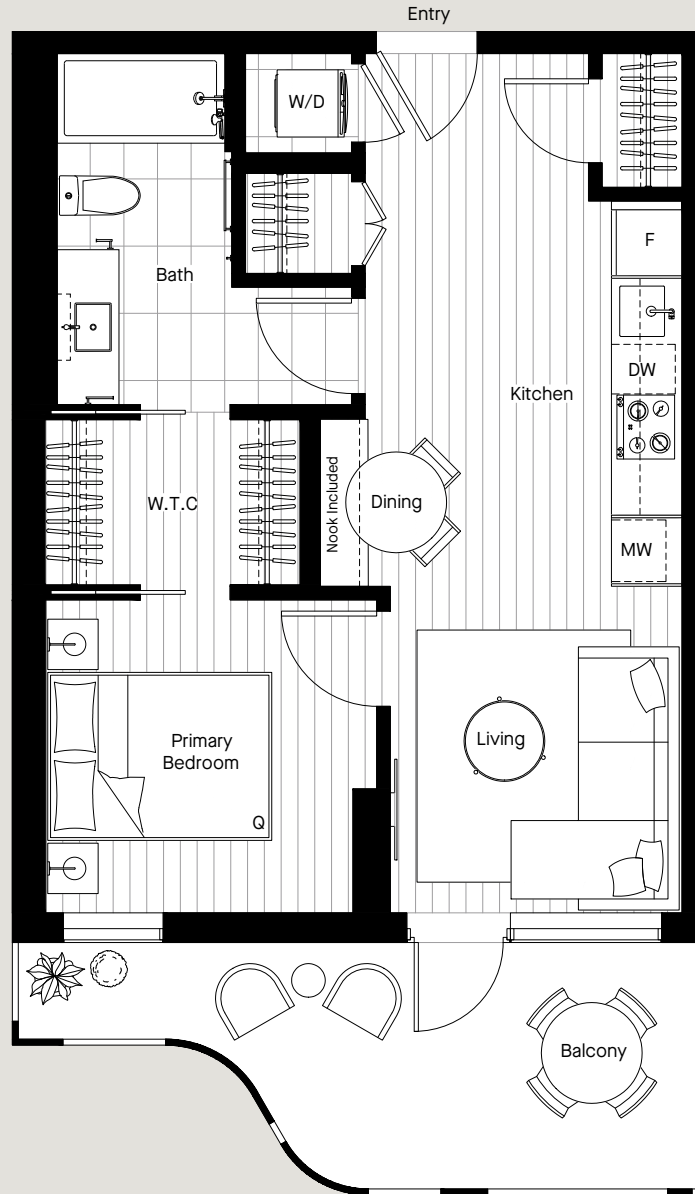 Entry
W/D
F
Bath
DW
Kitchen
W.T.C
Nook Included
Dining
MW
Primary
Bedroom
Living
Q
Balcony